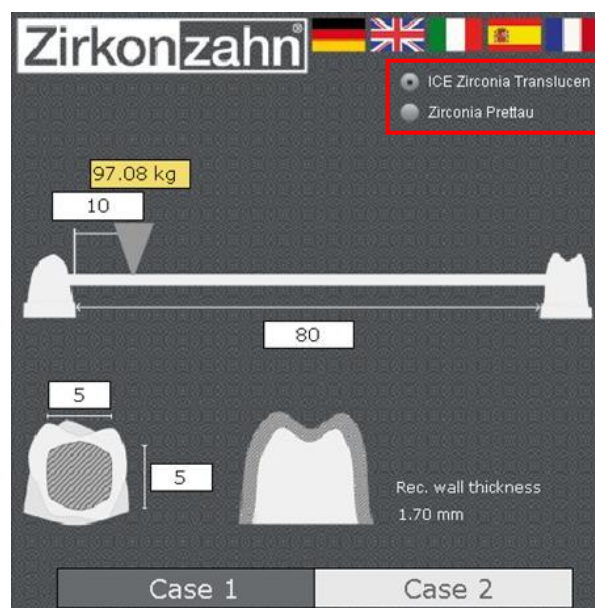 Zirkonzahn®
ICE Zirconia Translucen
Zirconia Prettau
97.08 kg
10
80
5
5
Rec. wall thickness
1.70 mm
Case 1
Case 2